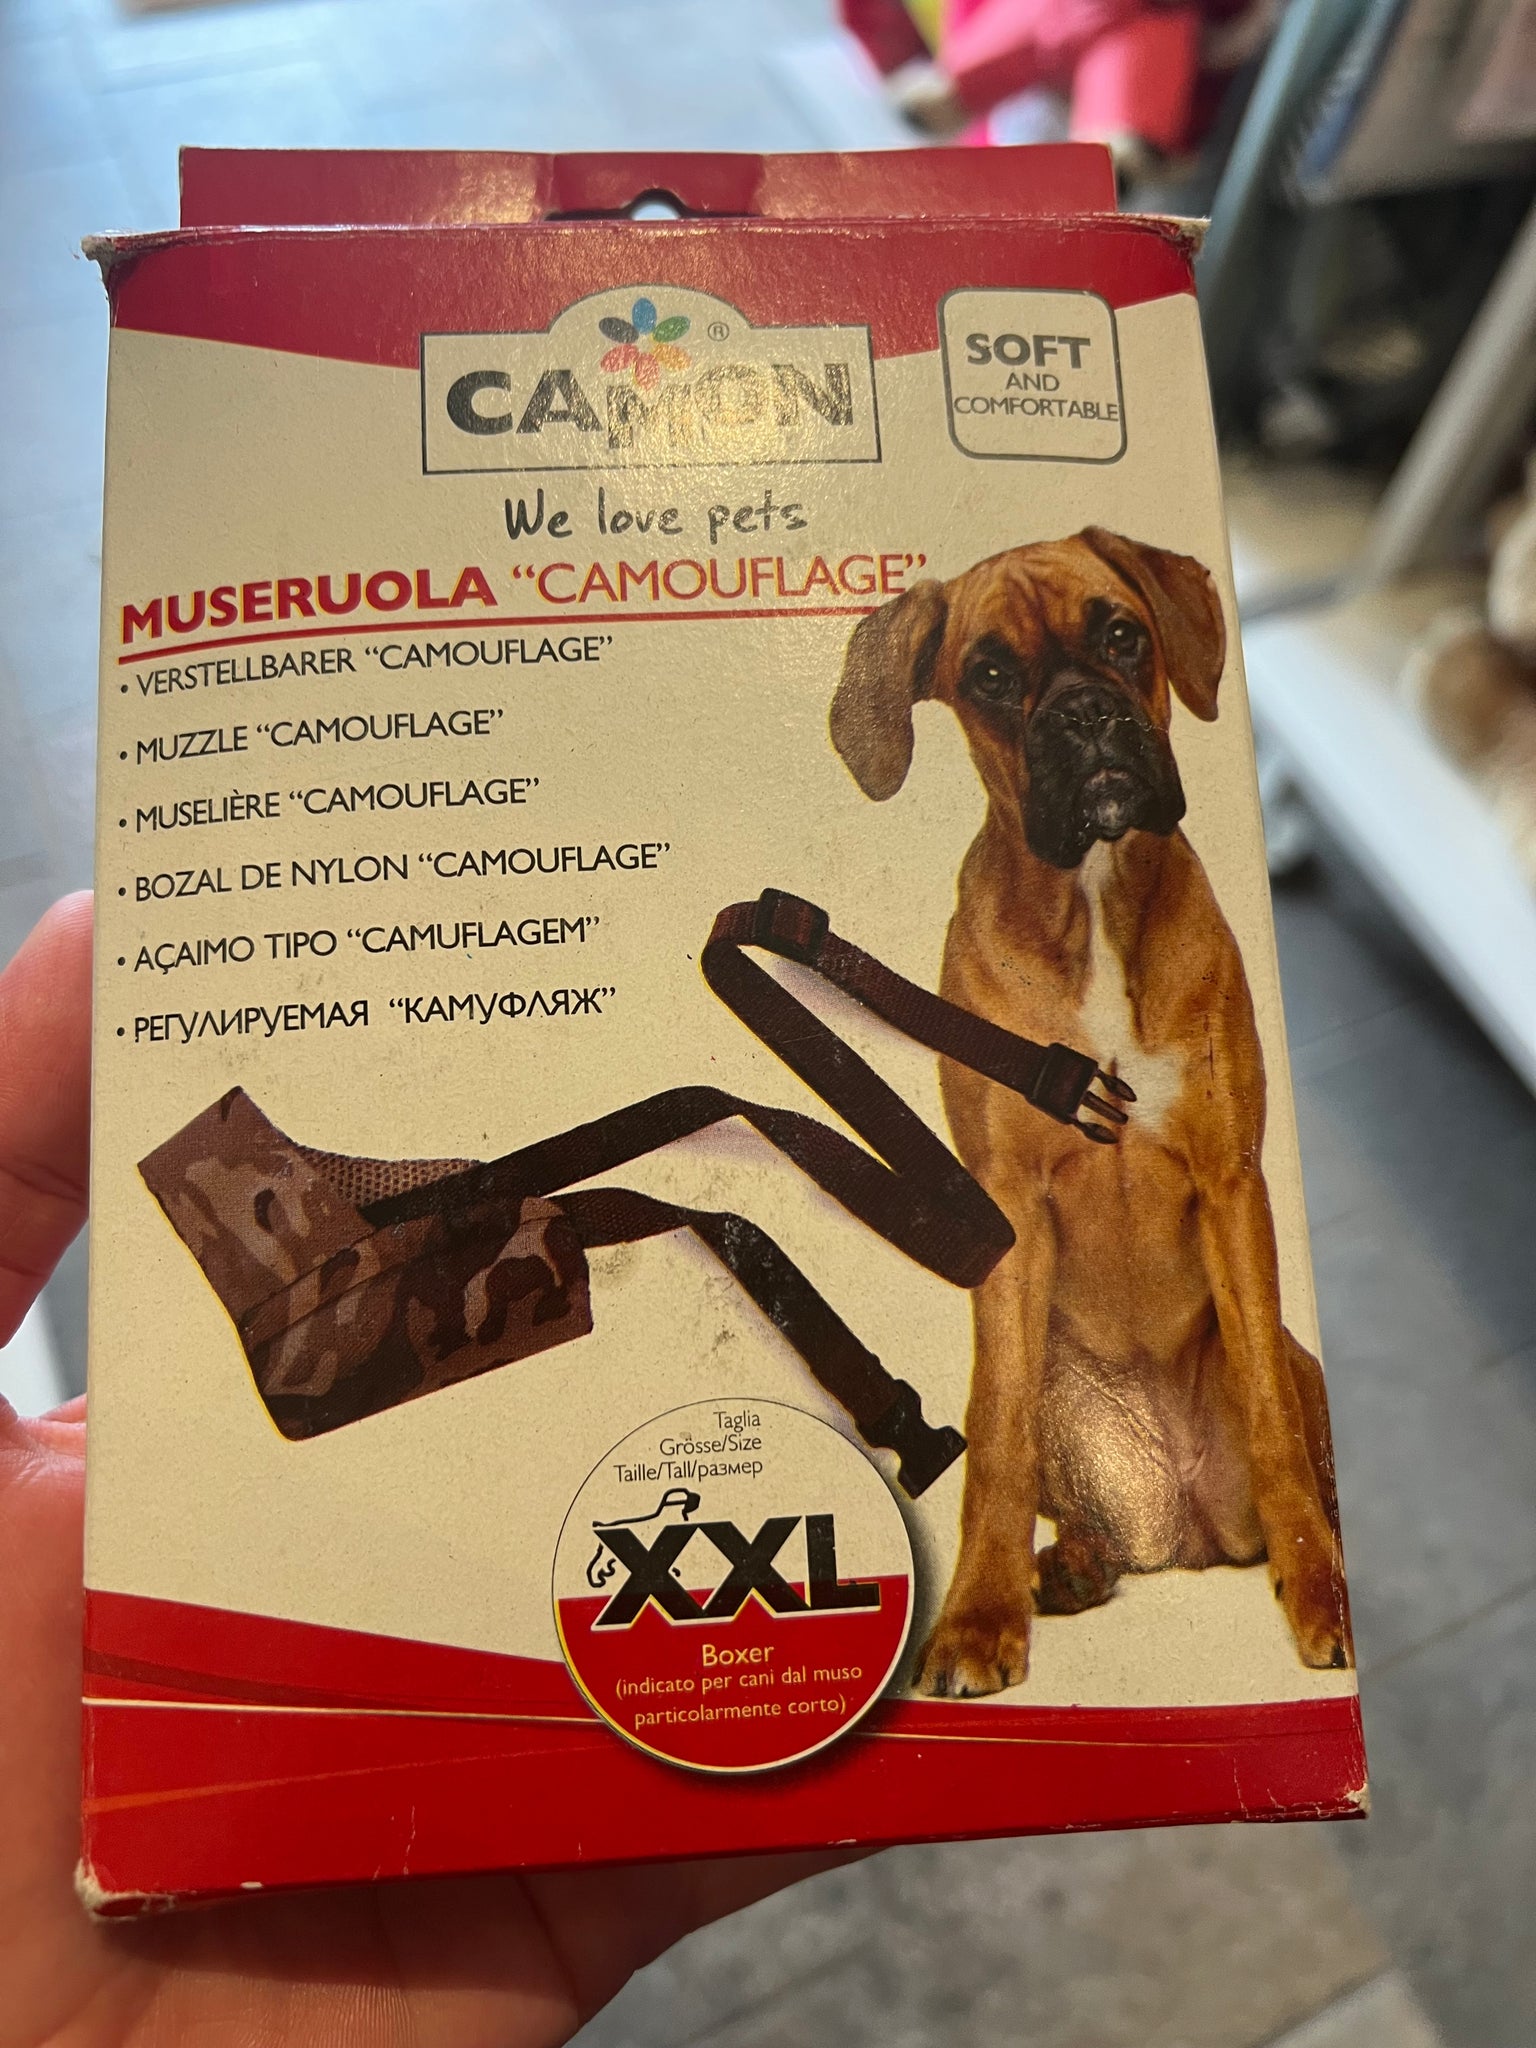 CAMON ®
SOFT
AND
COMFORTABLE
We love pets
MUSERUOLA “CAMOUFLAGE”
• VERSTELLBARER “CAMOUFLAGE”
• MUZZLE “CAMOUFLAGE”
• MUSELIÈRE “CAMOUFLAGE”
• BOZAL DE NYLON “CAMOUFLAGE”
• AÇAIMO TIPO “CAMUFLAGEM”
• РЕГУЛИРУЕМАЯ “КАМУФЛЯЖ”
Taglia
Grösse/Size
Taille/Tall/размер
XXL
Boxer
(indicato per cani dal muso
particolarmente corto)